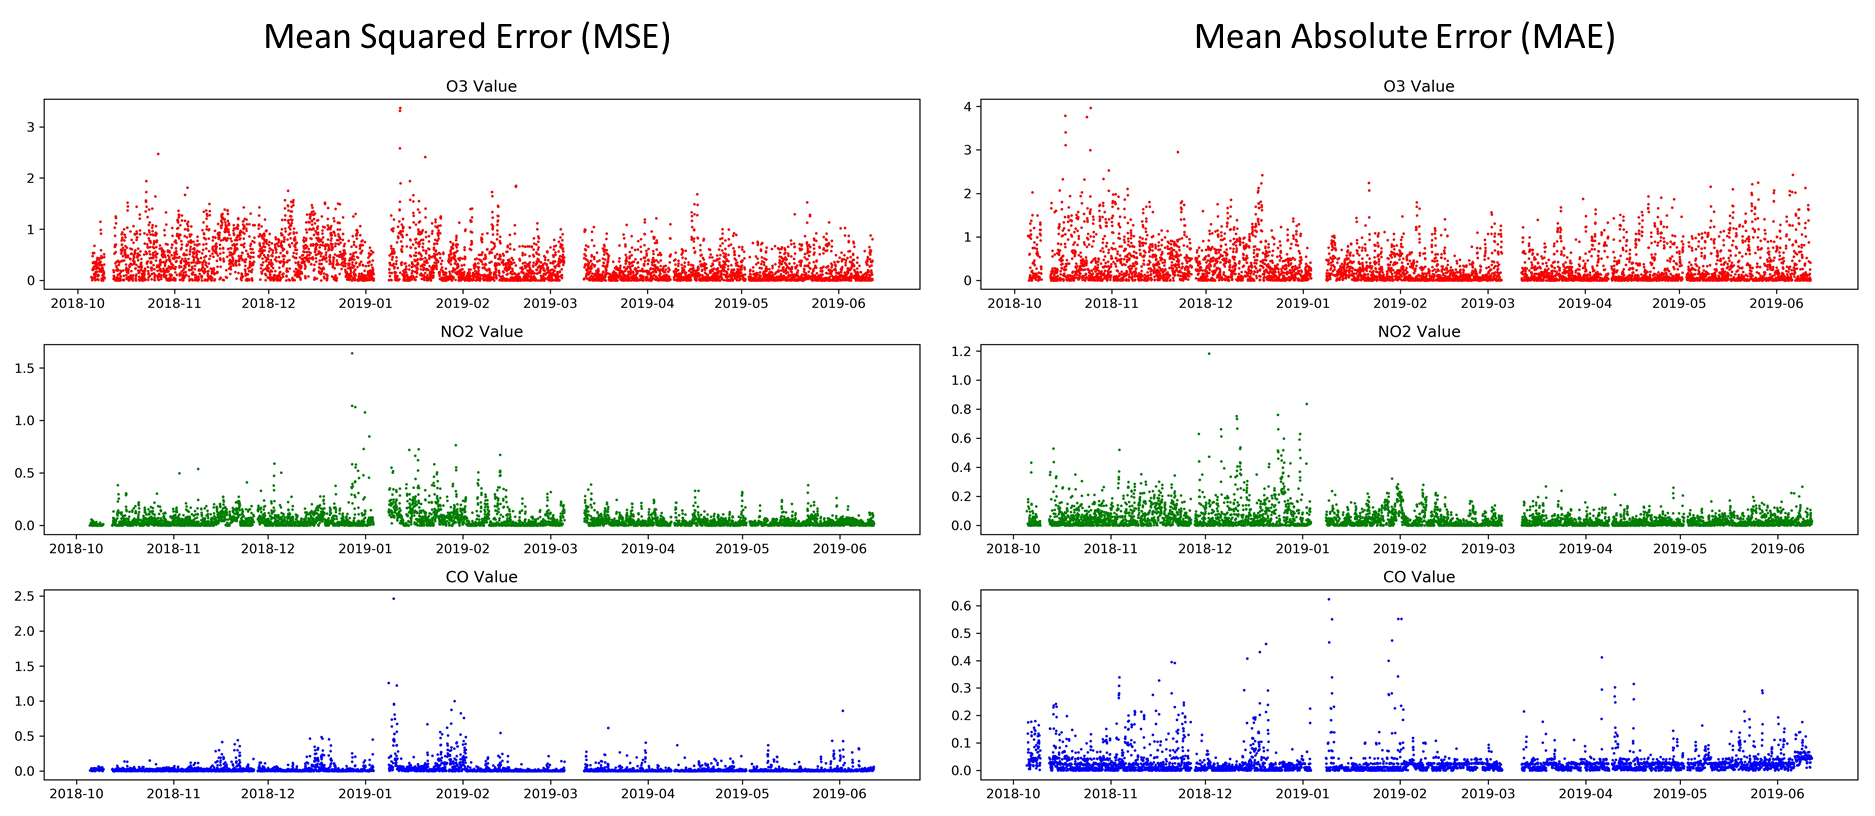 Mean Squared Error (MSE)
O3 Value
3
2
1
0
2018-10 2018-11 2018-12 2019-01 2019-02 2019-03 2019-04 2019-05 2019-06
NO2 Value
1.5
1.0
0.5
0.0
2018-10 2018-11 2018-12 2019-01 2019-02 2019-03 2019-04 2019-05 2019-06
CO Value
2.5
2.0
1.5
1.0
0.5
0.0
2018-10 2018-11 2018-12 2019-01 2019-02 2019-03 2019-04 2019-05 2019-06
Mean Absolute Error (MAE)
O3 Value
4
3
2
1
0
2018-10 2018-11 2018-12 2019-01 2019-02 2019-03 2019-04 2019-05 2019-06
NO2 Value
1.2
1.0
0.8
0.6
0.4
0.2
0.0
2018-10 2018-11 2018-12 2019-01 2019-02 2019-03 2019-04 2019-05 2019-06
CO Value
0.6
0.5
0.4
0.3
0.2
0.1
0.0
2018-10 2018-11 2018-12 2019-01 2019-02 2019-03 2019-04 2019-05 2019-06